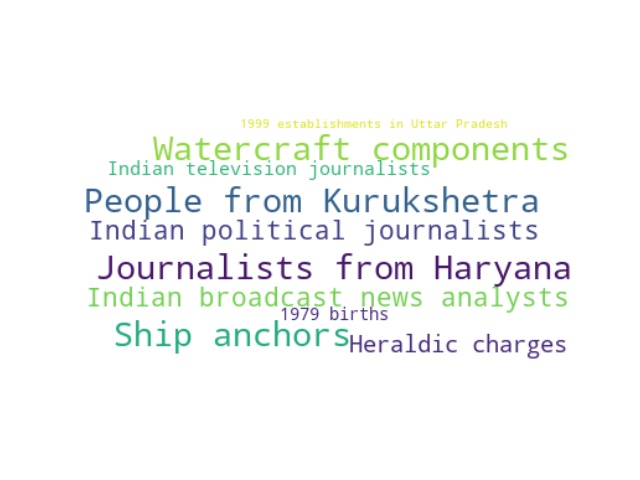 1999 establishments in Uttar Pradesh
Watercraft components
Indian television journalists
People from Kurukshetra
Indian political journalists
Journalists from Haryana
Indian broadcast news analysts
1979 births
Ship anchors
Heraldic charges